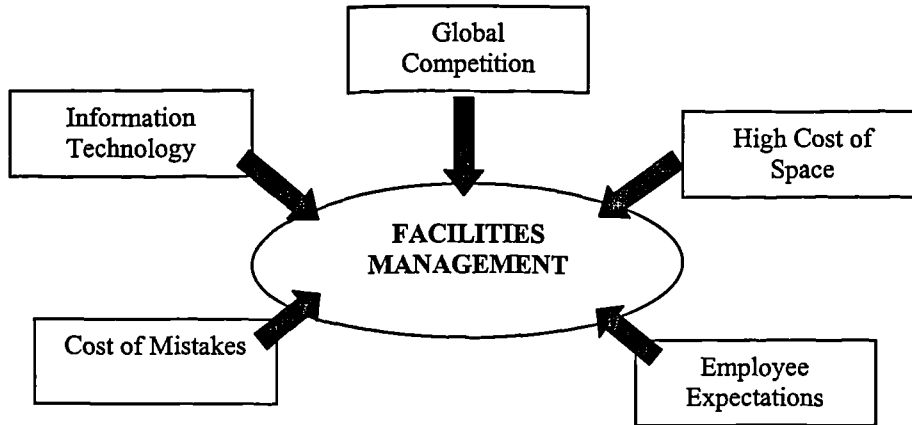 Global
Competition
Information
Technology
High Cost of
Space
FACILITIES
MANAGEMENT
Cost of Mistakes
Employee
Expectations